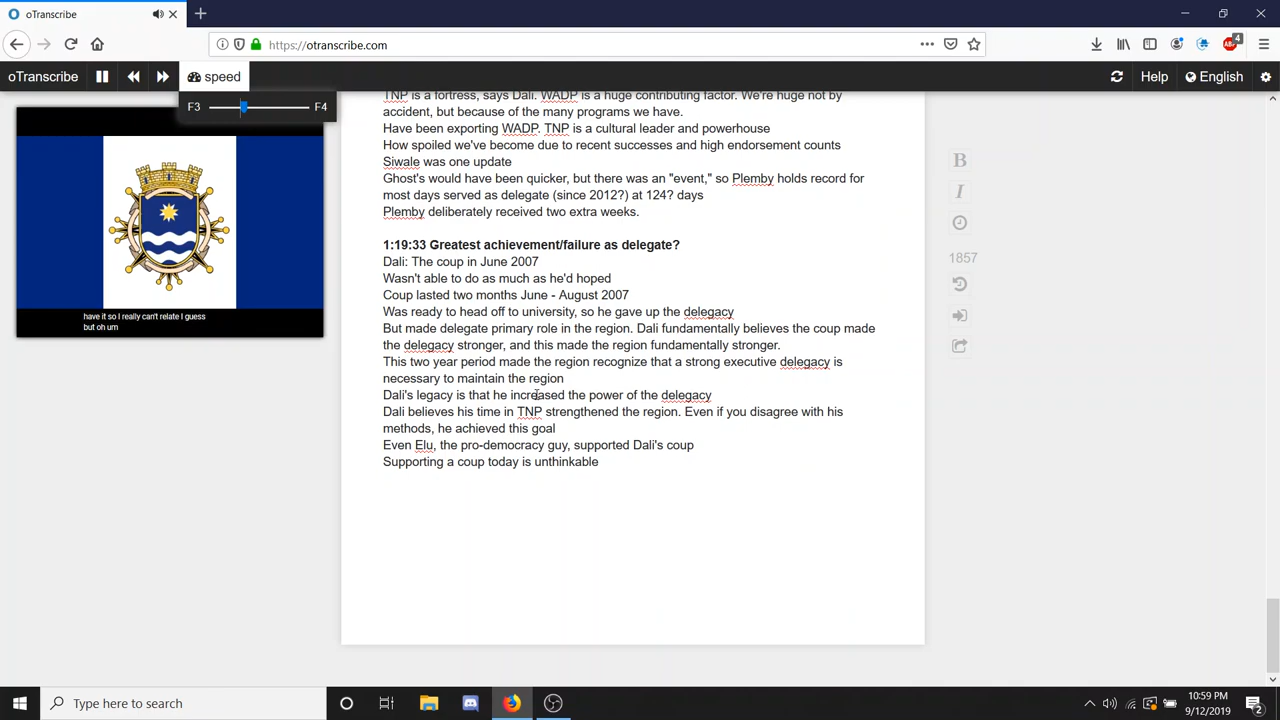 oTranscribe
https://otranscribe.com
4
oTranscribe
speed
Help
English
F3
F4
TNP is a fortress, says Dali. WADP is a huge contributing factor. We're huge not by
accident, but because of the many programs we have.
Have been exporting WADP. TNP is a cultural leader and powerhouse
How spoiled we've become due to recent successes and high endorsement counts
Siwale was one update
Ghost's would have been quicker, but there was an "event," so Plemby holds record for
most days served as delegate (since 2012?) at 124? days
Plemby deliberately received two extra weeks.
1:19:33 Greatest achievement/failure as delegate?
Dali: The coup in June 2007
Wasn't able to do as much as he'd hoped
Coup lasted two months June - August 2007
Was ready to head off to university, so he gave up the delegacy
But made delegate primary role in the region. Dali fundamentally believes the coup made
the delegacy stronger, and this made the region fundamentally stronger.
This two year period made the region recognize that a strong executive delegacy is
necessary to maintain the region
Dali's legacy is that he increased the power of the delegacy
Dali believes his time in TNP strengthened the region. Even if you disagree with his
methods, he achieved this goal
Even Elu, the pro-democracy guy, supported Dali's coup
Supporting a coup today is unthinkable
have it so I really can't relate I guess
but oh um
B
I
1857
Type here to search
10:59 PM
9/12/2019
2